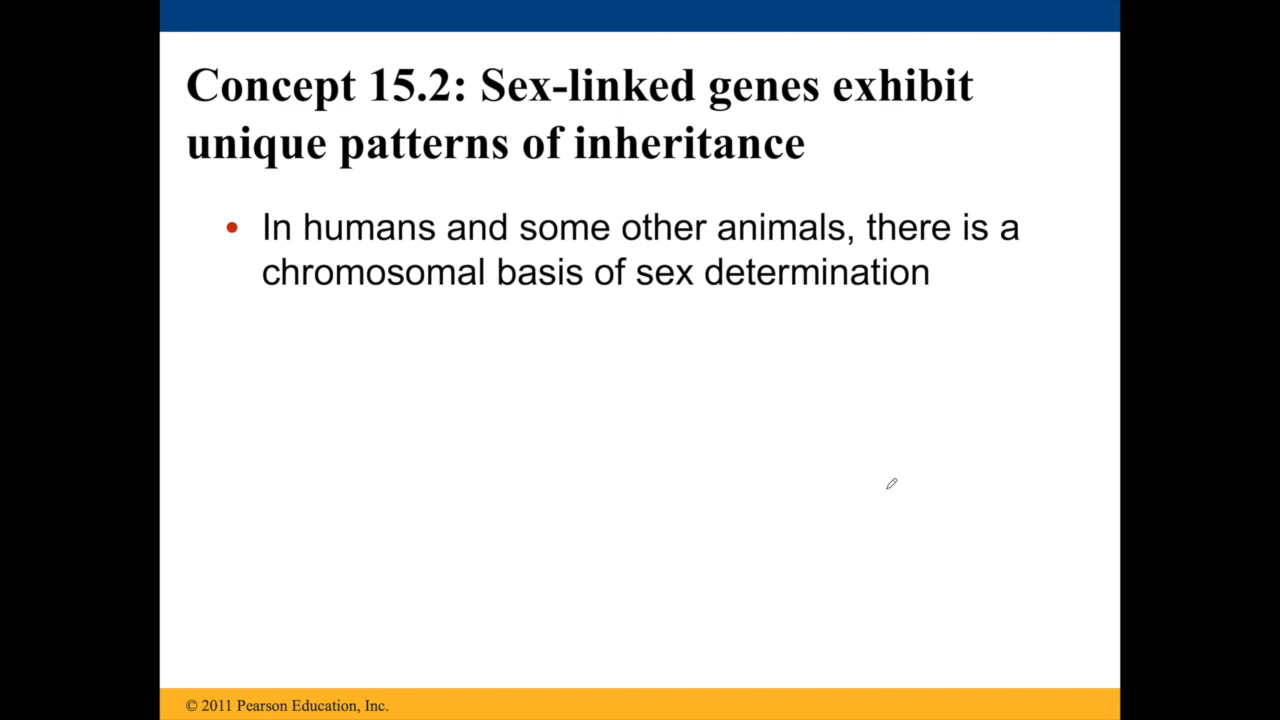 Concept 15.2: Sex-linked genes exhibit
unique patterns of inheritance
• In humans and some other animals, there is a
chromosomal basis of sex determination
© 2011 Pearson Education, Inc.